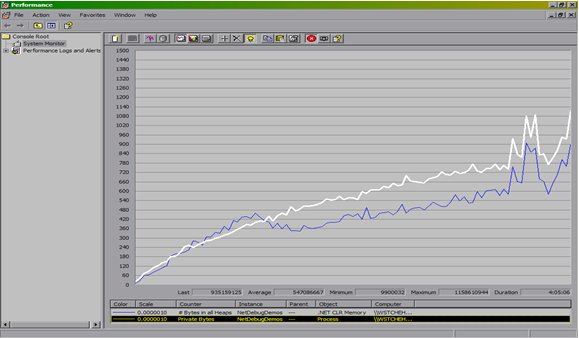 Performance
File Action View Favorites Window Help
Console Root
System Monitor
Performance Logs and Alerts
1500
1440
1380
1320
1260
1200
1140
1080
1020
960
900
840
780
720
660
600
540
480
420
360
300
240
180
120
60
0
Last 935159125 Average 547086667 Minimum 9900032 Maximum 1158610944 Duration 4:05:06
Color Scale Counter Instance Parent Object Computer
0.0000010 # Bytes in all Heaps NetDebugDemos --- .NET CLR Memory \\WSTCHEH...
0.0000010 Private Bytes NetDebugDemos --- Process \\WSTCHEH...